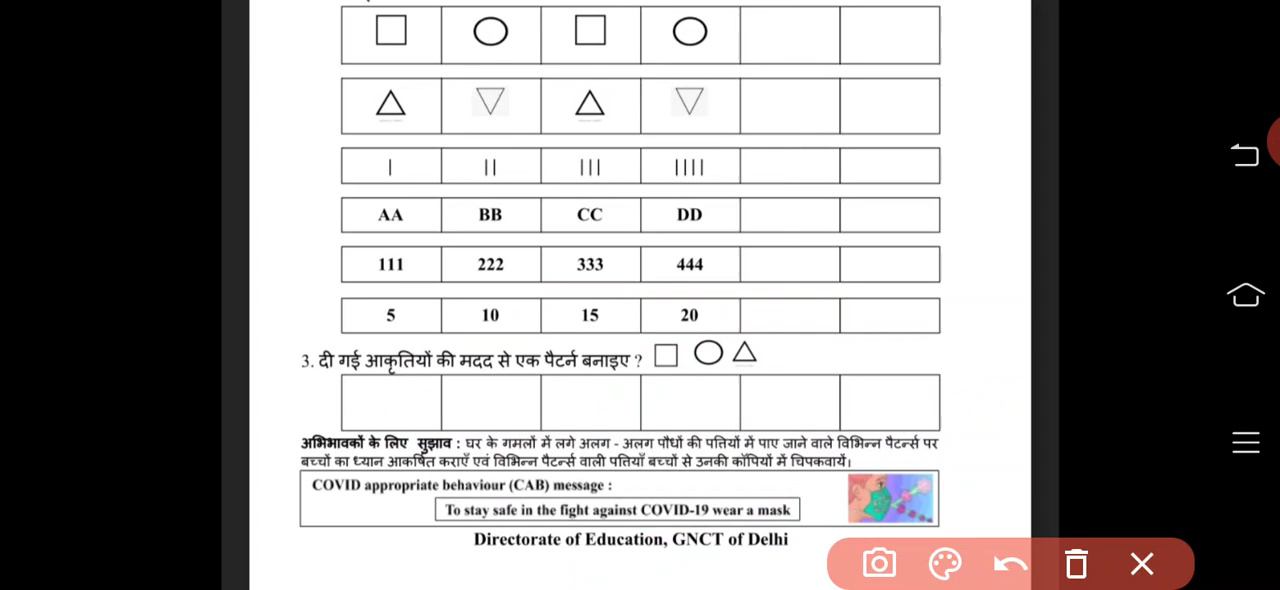 | || ||| ||||
AA BB CC DD
111 222 333 444
5 10 15 20
3. दी गई आकृतियों की मदद से एक पैटर्न बनाइए ?
अभिभावकों के लिए सुझाव : घर के गमलों में लगे अलग - अलग पौधों की पत्तियों में पाए जाने वाले विभिन्न पैटर्न्स पर
बच्चों का ध्यान आकर्षित कराएँ एवं विभिन्न पैटर्न्स वाली पत्तियाँ बच्चों से उनकी कॉपियों में चिपकवायें।
COVID appropriate behaviour (CAB) message :
To stay safe in the fight against COVID-19 wear a mask
Directorate of Education, GNCT of Delhi